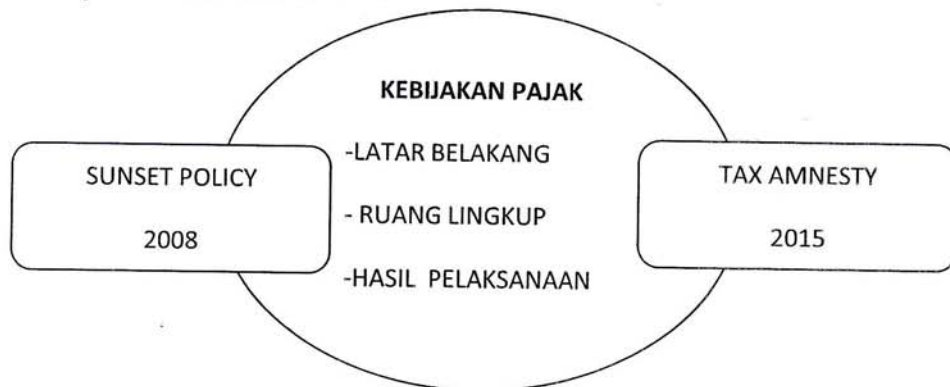 KEBIJAKAN PAJAK
SUNSET POLICY
2008
-LATAR BELAKANG
- RUANG LINGKUP
-HASIL PELAKSANAAN
TAX AMNESTY
2015